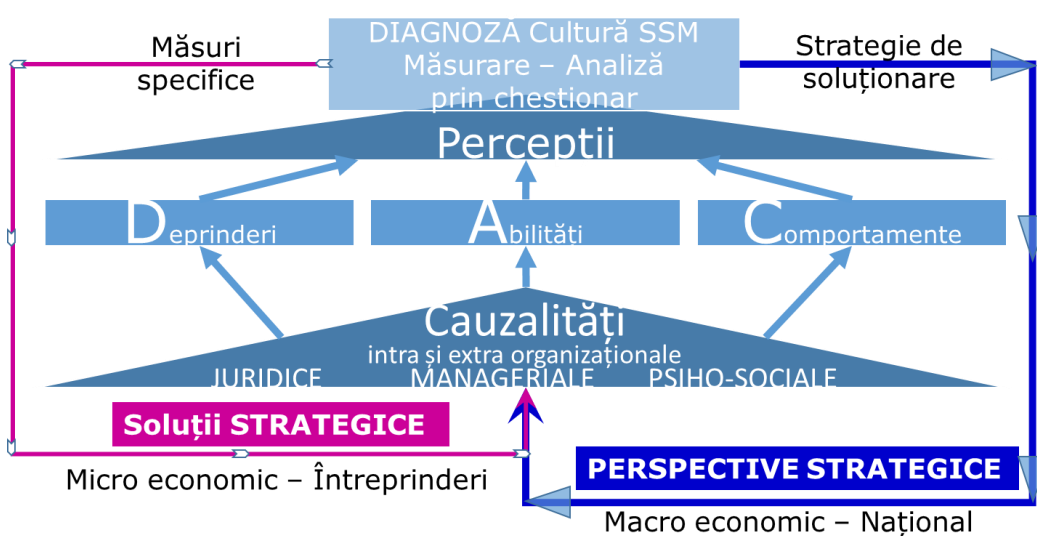 Măsuri
specifice
DIAGNOZĂ Cultură SSM
Măsurare – Analiză
prin chestionar
Strategie de
soluționare
Perceptii
Deprinderi
Abilități
Comportamente
Cauzalități
intra și extra organizaționale
JURIDICE MANAGERIALE PSIHO-SOCIALE
Soluții STRATEGICE
Micro economic – Întreprinderi
PERSPECTIVE STRATEGICE
Macro economic – Național